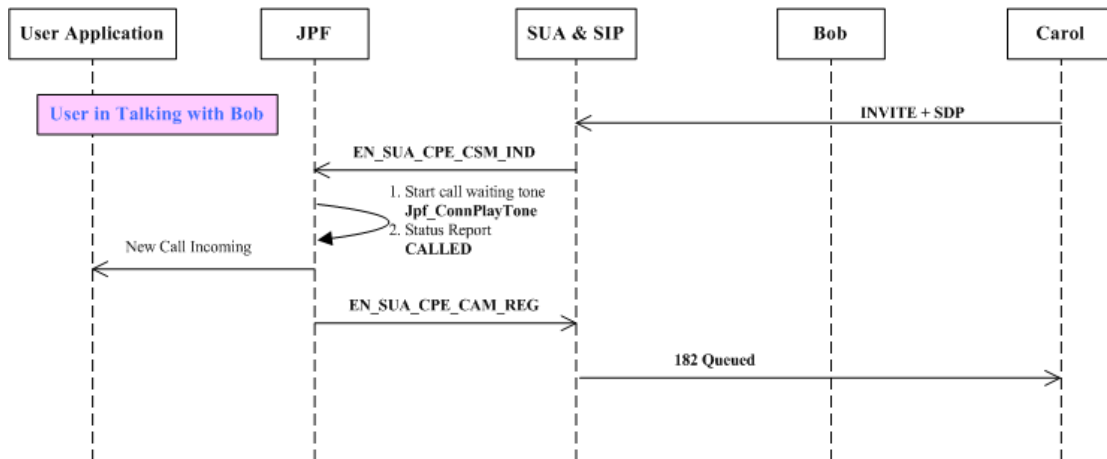 User Application
JPF
SUA & SIP
Bob
Carol
User in Talking with Bob
INVITE + SDP
EN_SUA_CPE_CSM_IND
1. Start call waiting tone
Jpf_ConnPlayTone
2. Status Report
CALLED
New Call Incoming
EN_SUA_CPE_CAM_REG
182 Queued